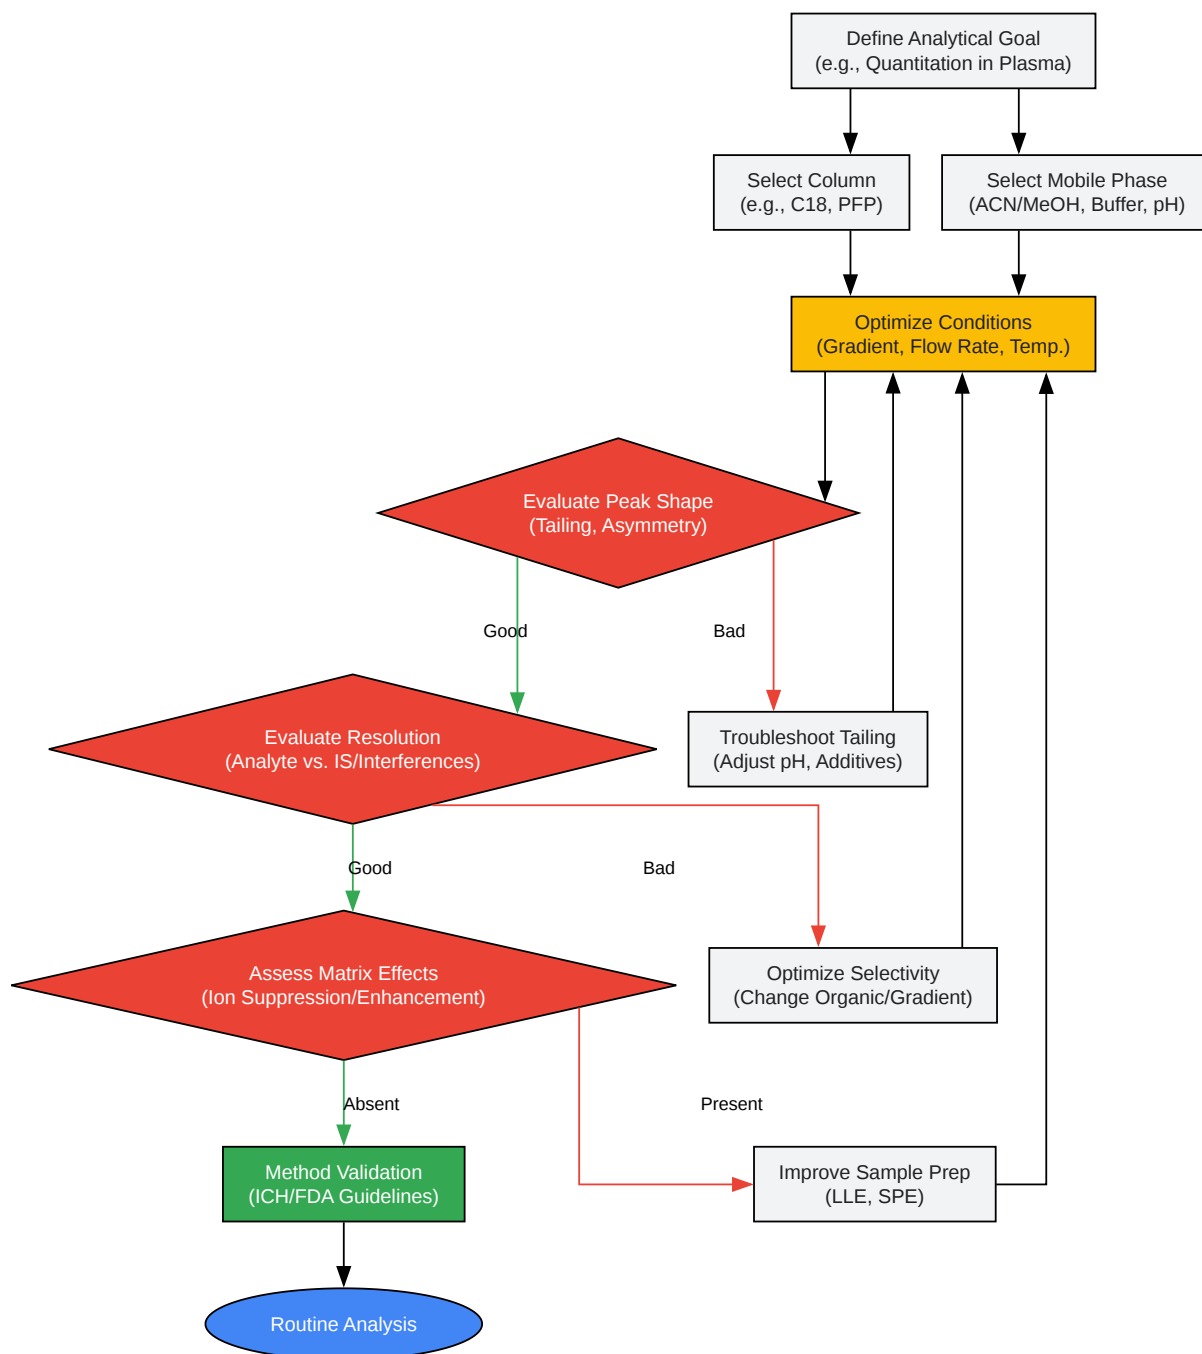 Define Analytical Goal
(e.g., Quantitation in Plasma)
Select Column
(e.g., C18, PFP)
Select Mobile Phase
(ACN/MeOH, Buffer, pH)
Optimize Conditions
(Gradient, Flow Rate, Temp.)
Evaluate Peak Shape
(Tailing, Asymmetry)
Good
Bad
Evaluate Resolution
(Analyte vs. IS/Interferences)
Troubleshoot Tailing
(Adjust pH, Additives)
Good
Bad
Assess Matrix Effects
(Ion Suppression/Enhancement)
Optimize Selectivity
(Change Organic/Gradient)
Absent
Present
Method Validation
(ICH/FDA Guidelines)
Improve Sample Prep
(LLE, SPE)
Routine Analysis